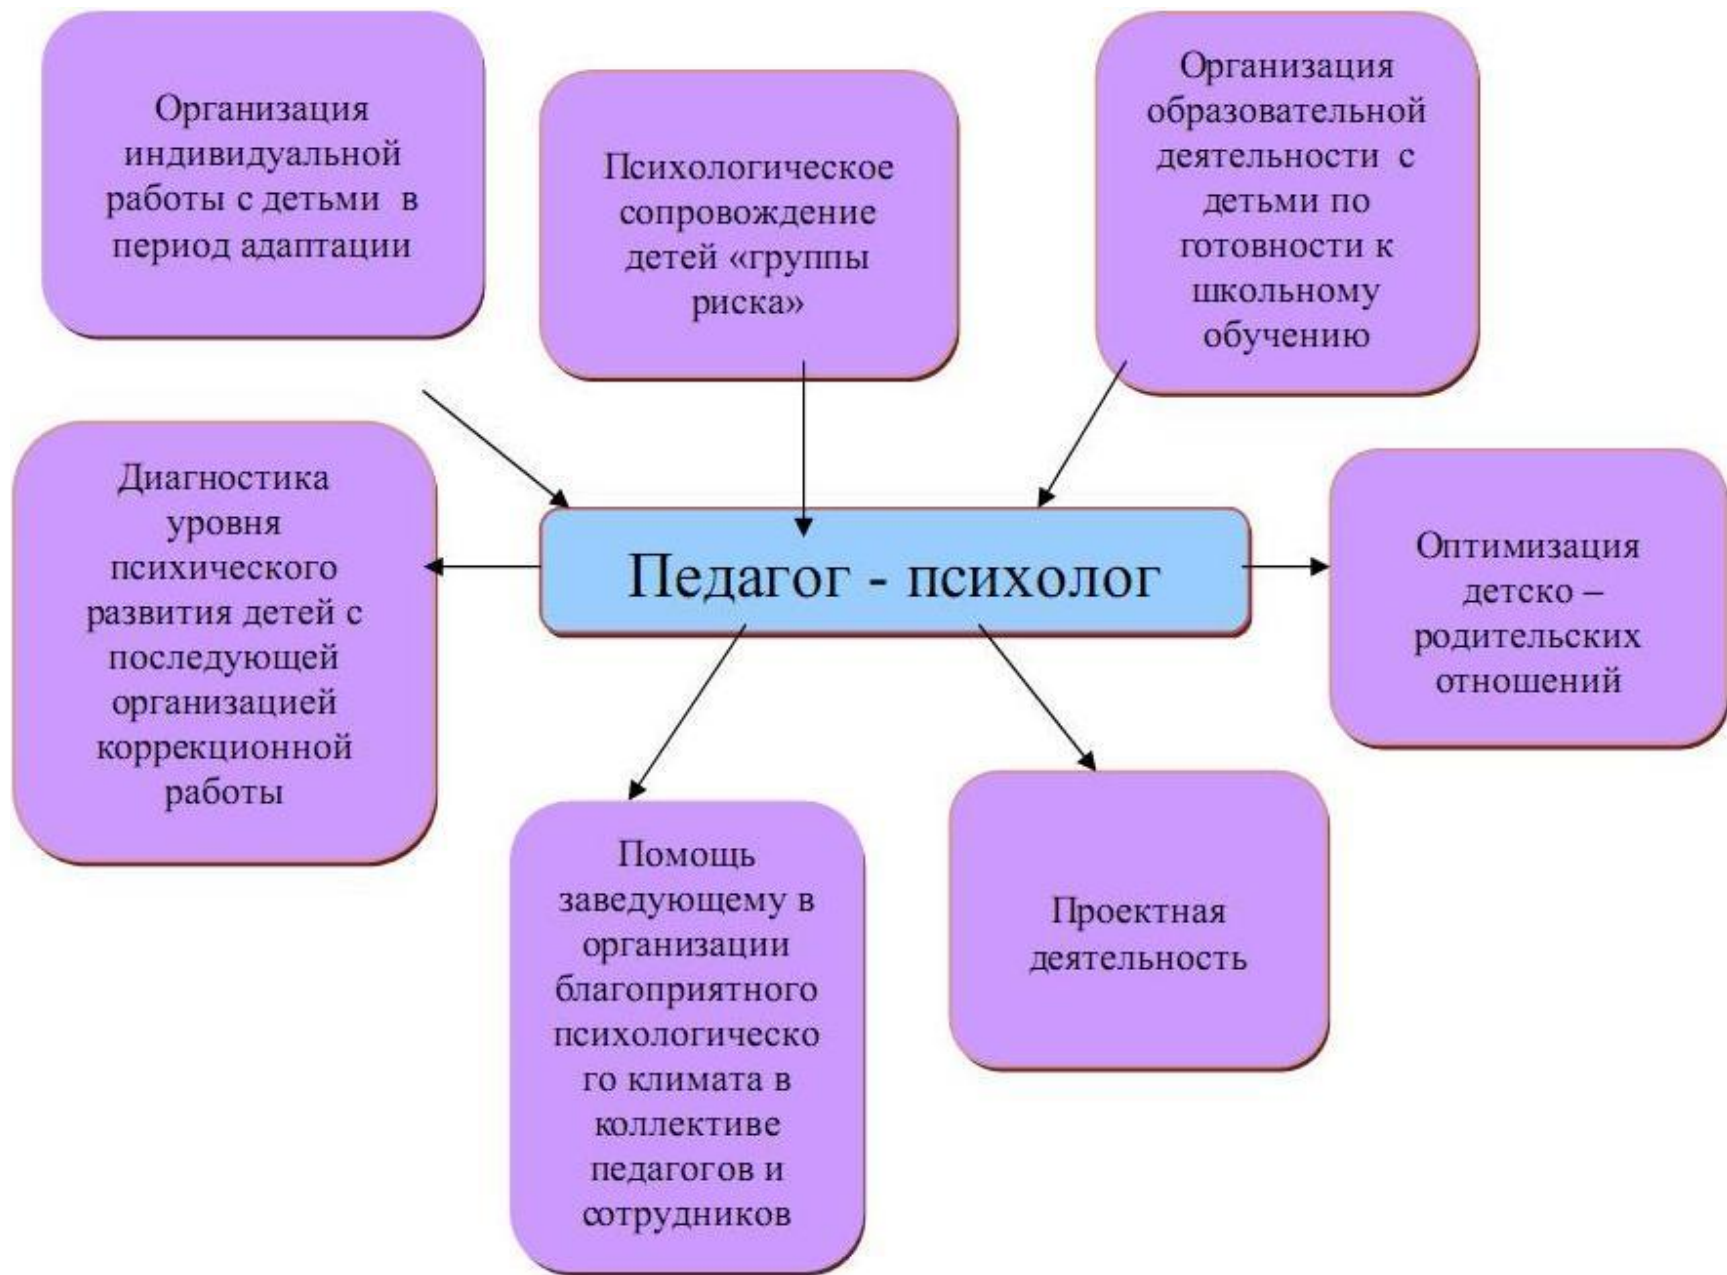 Организация
индивидуальной
работы с детьми в
период адаптации
Психологическое
сопровождение
детей «группы
риска»
Организация
образовательной
деятельности с
детьми по
готовности к
школьному
обучению
Диагностика
уровня
психического
развития детей с
последующей
организацией
коррекционной
работы
Педагог - психолог
Оптимизация
детско –
родительских
отношений
Помощь
заведующему в
организации
благоприятного
психологическо
го климата в
коллективе
педагогов и
сотрудников
Проектная
деятельность